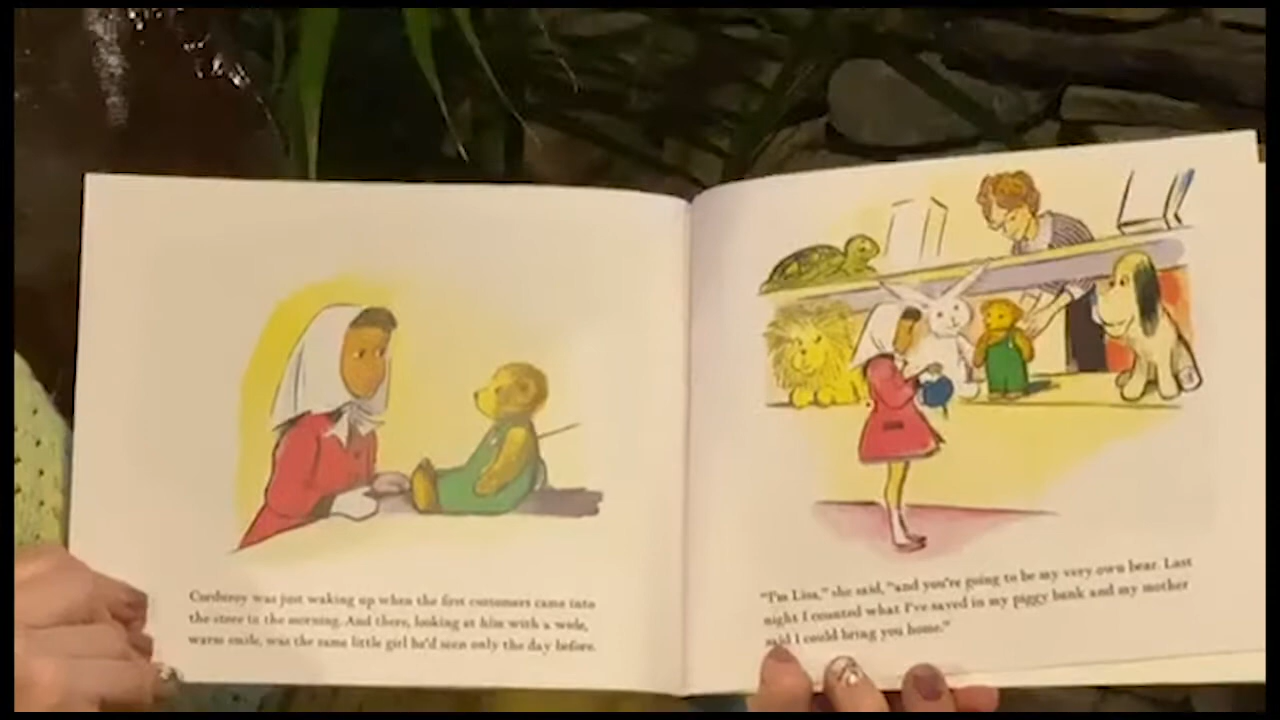 Corduroy was just waking up when the first customers came into
the store in the morning. And there, looking at him with a wide,
warm smile, was the same little girl he'd seen only the day before.
"I'm Lisa," she said, "and you're going to be my very own bear. Last
night I counted what I've saved in my piggy bank and my mother
said I could bring you home."